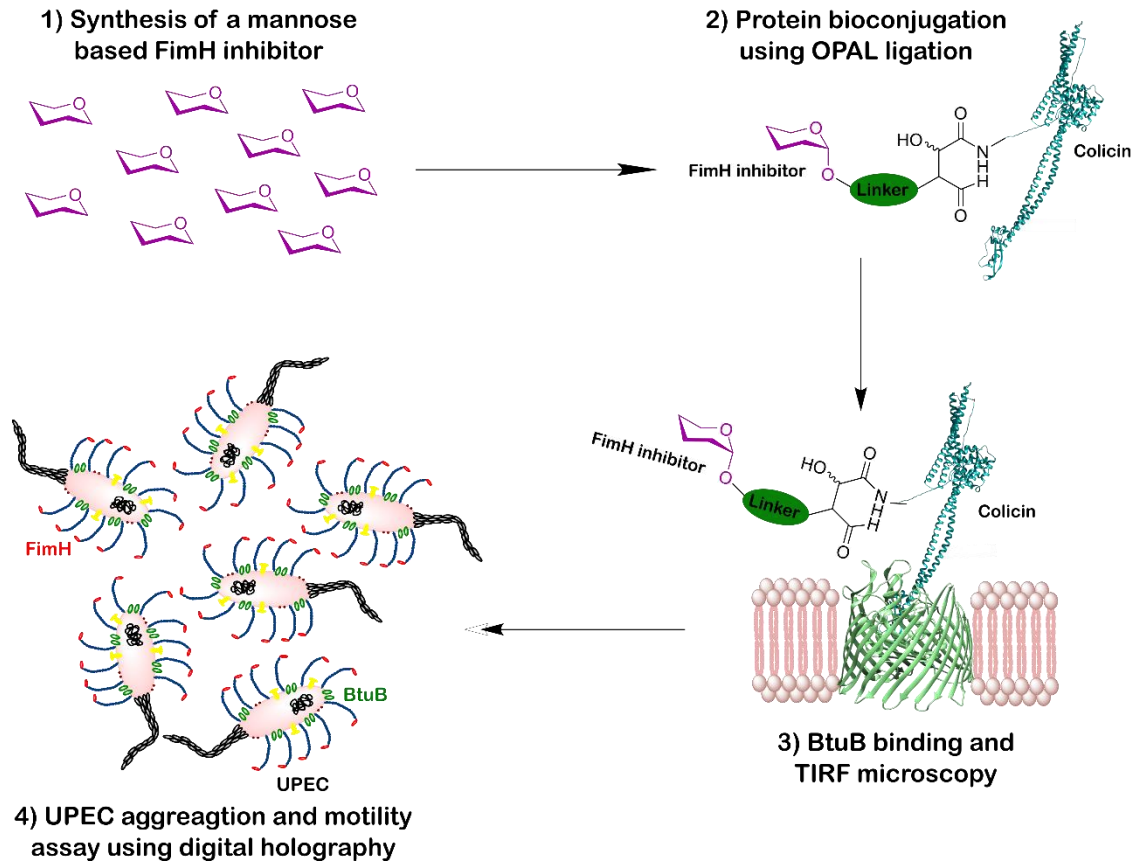 1) Synthesis of a mannose
based FimH inhibitor
O
O
O
O
O
O
O
O
O
O
2) Protein bioconjugation
using OPAL ligation
O
O
HO
O
N
H
H
O
FimH inhibitor
Linker
Colicin
O
O
HO
O
N
H
H
O
FimH inhibitor
Linker
Colicin
3) BtuB binding and
TIRF microscopy
FimH
BtuB
UPEC
4) UPEC aggreagtion and motility
assay using digital holography